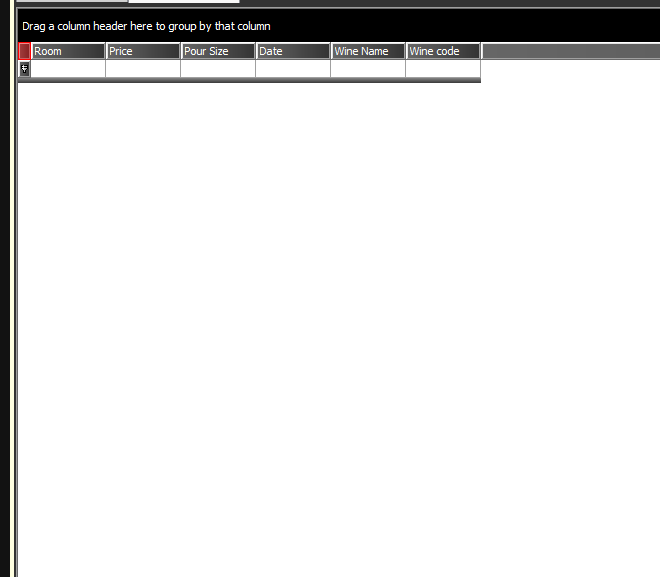 Drag a column header here to group by that column
Room Price Pour Size Date Wine Name Wine code